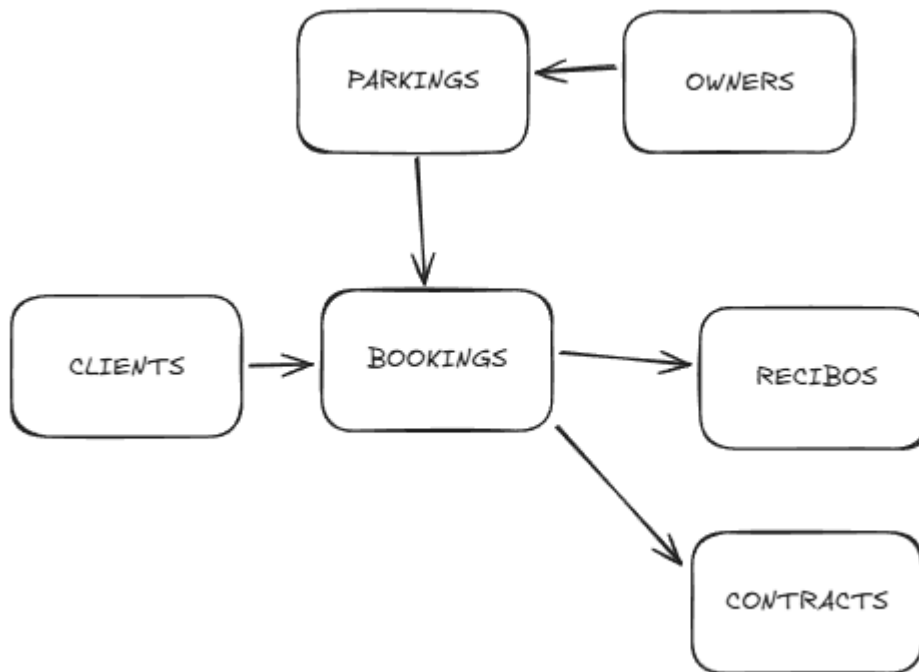 PARKINGS
OWNERS
CLIENTS
BOOKINGS
RECIBOS
CONTRACTS